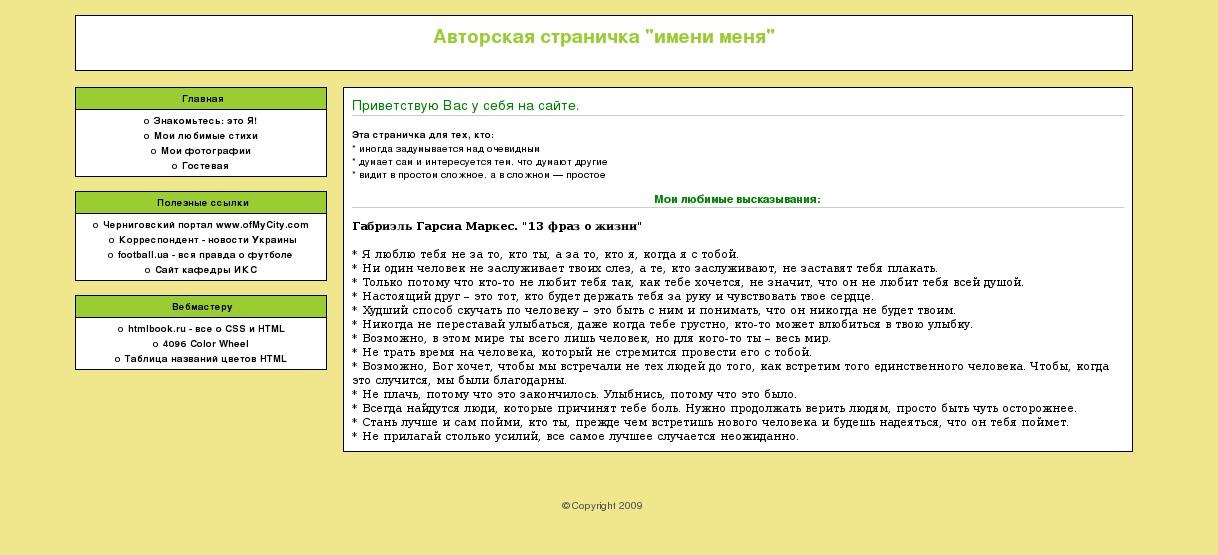 Авторская страничка "имени меня"
Главная
o Знакомьтесь: это Я!
o Мои любимые стихи
o Мои фотографии
o Гостевая
Полезные ссылки
o Черниговский портал www.ofMyCity.com
o Корреспондент - новости Украины
o football.ua - вся правда о футболе
o Сайт кафедры ИКС
Вебмастеру
o htmlbook.ru - все о CSS и HTML
o 4096 Color Wheel
o Таблица названий цветов HTML
Приветствую Вас у себя на сайте.
Эта страничка для тех, кто:
* иногда задумывается над очевидным
* думает сам и интересуется тем, что думают другие
* видит в простом сложное, а в сложном — простое
Мои любимые высказывания:
Габриэль Гарсиа Маркес. "13 фраз о жизни"
* Я люблю тебя не за то, кто ты, а за то, кто я, когда я с тобой.
* Ни один человек не заслуживает твоих слез, а те, кто заслуживают, не заставят тебя плакать.
* Только потому что кто-то не любит тебя так, как тебе хочется, не значит, что он не любит тебя всей душой.
* Настоящий друг – это тот, кто будет держать тебя за руку и чувствовать твое сердце.
* Худший способ скучать по человеку – это быть с ним и понимать, что он никогда не будет твоим.
* Никогда не переставай улыбаться, даже когда тебе грустно, кто-то может влюбиться в твою улыбку.
* Возможно, в этом мире ты всего лишь человек, но для кого-то ты – весь мир.
* Не трать время на человека, который не стремится провести его с тобой.
* Возможно, Бог хочет, чтобы мы встречали не тех людей до того, как встретим того единственного человека. Чтобы, когда
это случится, мы были благодарны.
* Не плачь, потому что это закончилось. Улыбнись, потому что это было.
* Всегда найдутся люди, которые причинят тебе боль. Нужно продолжать верить людям, просто быть чуть осторожнее.
* Стань лучше и сам пойми, кто ты, прежде чем встретишь нового человека и будешь надеяться, что он тебя поймет.
* Не прилагай столько усилий, все самое лучшее случается неожиданно.
© Copyright 2009